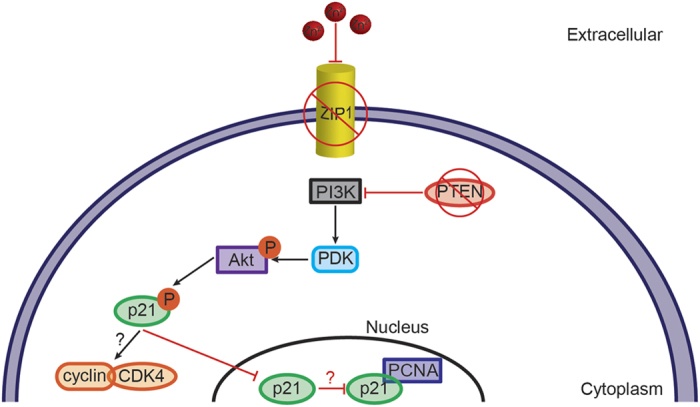 Extracellular
ZIP1
PI3K
PTEN
Akt
P
PDK
p21
P
?
Nucleus
cyclin
CDK4
p21
?
p21
PCNA
Cytoplasm